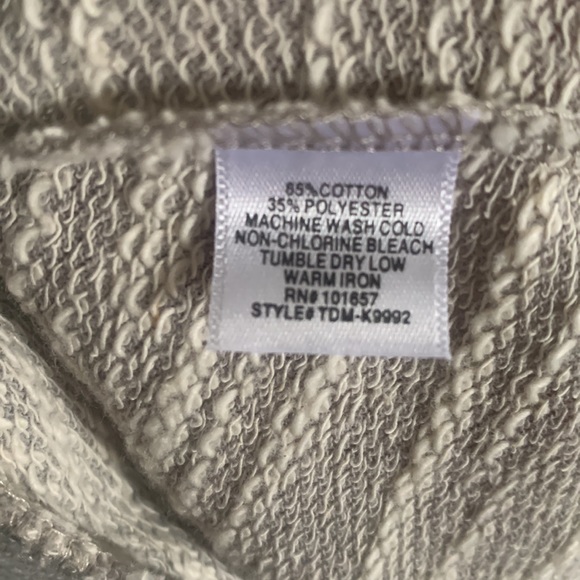 65%COTTON
35% POLYESTER
MACHINE WASH COLD
NON-CHLORINE BLEACH
TUMBLE DRY LOW
WARM IRON
RN# 101657
STYLE# TDM-K9992